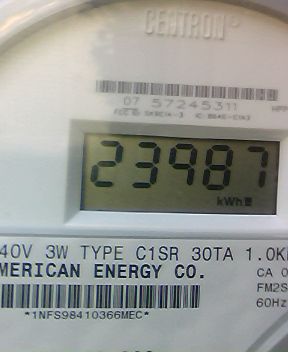 CENTRON
07 57245311
23987
kWh
40V 3W TYPE C1SR 30TA 1.0K
MERICAN ENERGY CO.
CA 0
FM2S
60Hz
*1NFS98410366MEC*